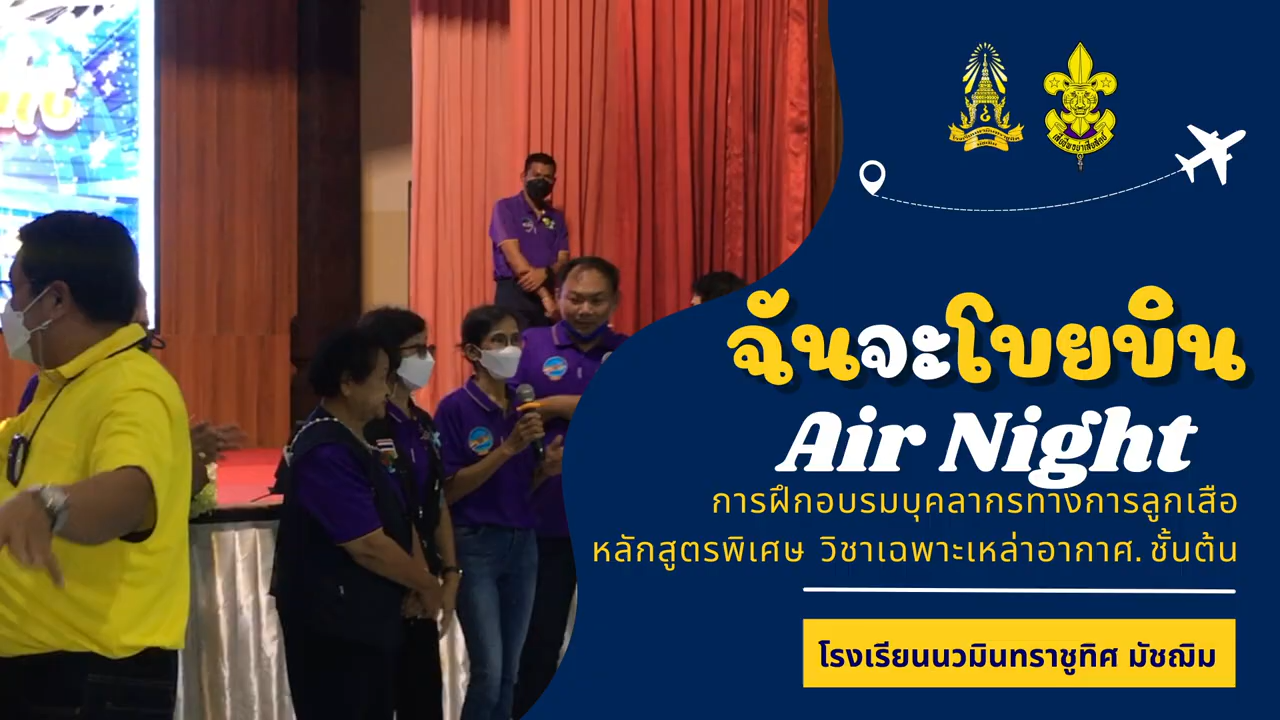 ฉันจะโบยบิน
Air Night
การฝึกอบรมบุคลากรทางการลูกเสือ
หลักสูตรพิเศษ วิชาเฉพาะเหล่าอากาศ. ชั้นต้น
โรงเรียนนวมินทราชูทิศ มัชฌิม